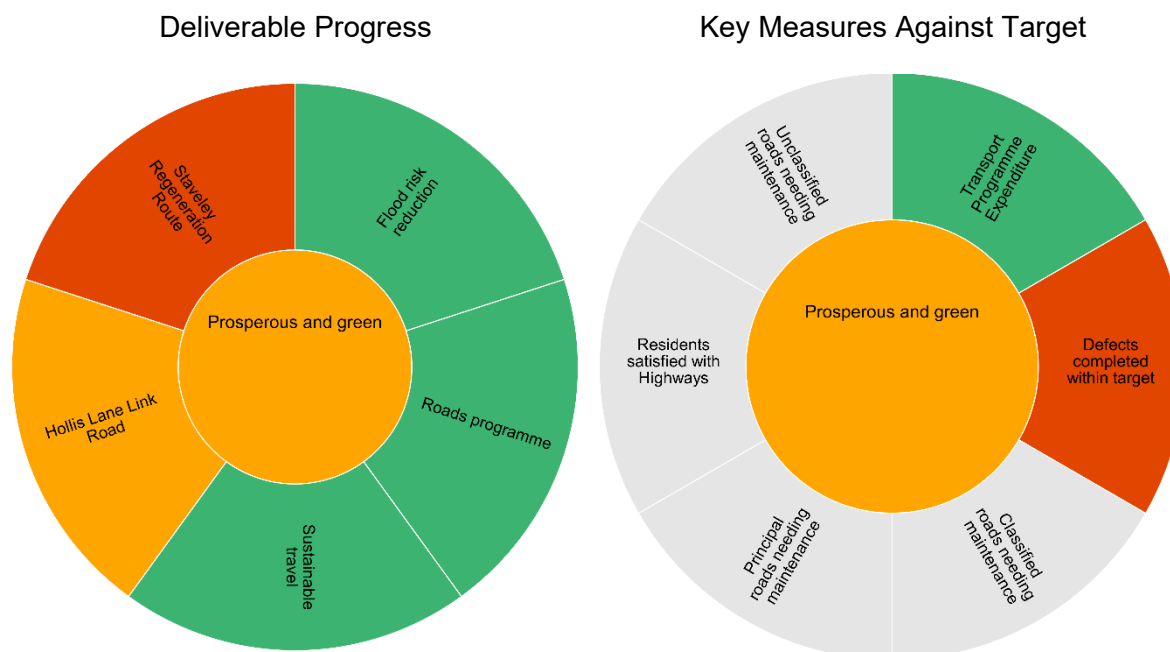 Deliverable Progress
Staveley
Regeneration
Route
Flood risk
reduction
Prosperous and green
Hollis Lane Link
Road
Roads programme
Sustainable
travel
Key Measures Against Target
Unclassified
roads needing
maintenance
Transport
Programme
Expenditure
Prosperous and green
Residents
satisfied with
Highways
Defects
completed
within target
Principal
roads needing
maintenance
Classified
roads needing
maintenance